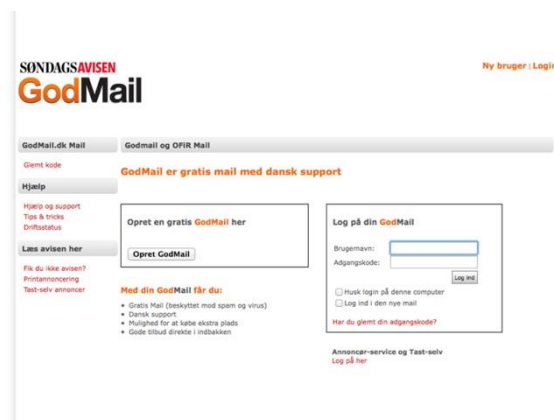 SØNDAGSAVISEN
GodMail
Ny bruger | Login
GodMail.dk Mail
Glemt kode
Hjælp
Hjælp og support
Tips & tricks
Driftsstatus
Læs avisen her
Fik du ikke avisen?
Printannoncering
Tast-selv annoncer
Godmail og OFiR Mail
GodMail er gratis mail med dansk support
Opret en gratis GodMail her
Opret GodMail
Med din GodMail får du:
Gratis Mail (beskyttet mod spam og virus)
Dansk support
Mulighed for at købe ekstra plads
Gode tilbud direkte i indbakken
Log på din GodMail
Brugernavn:
Adgangskode:
Log ind
Husk login på denne computer
Log ind i den nye mail
Har du glemt din adgangskode?
Annoncør-service og Tast-selv
Log på her